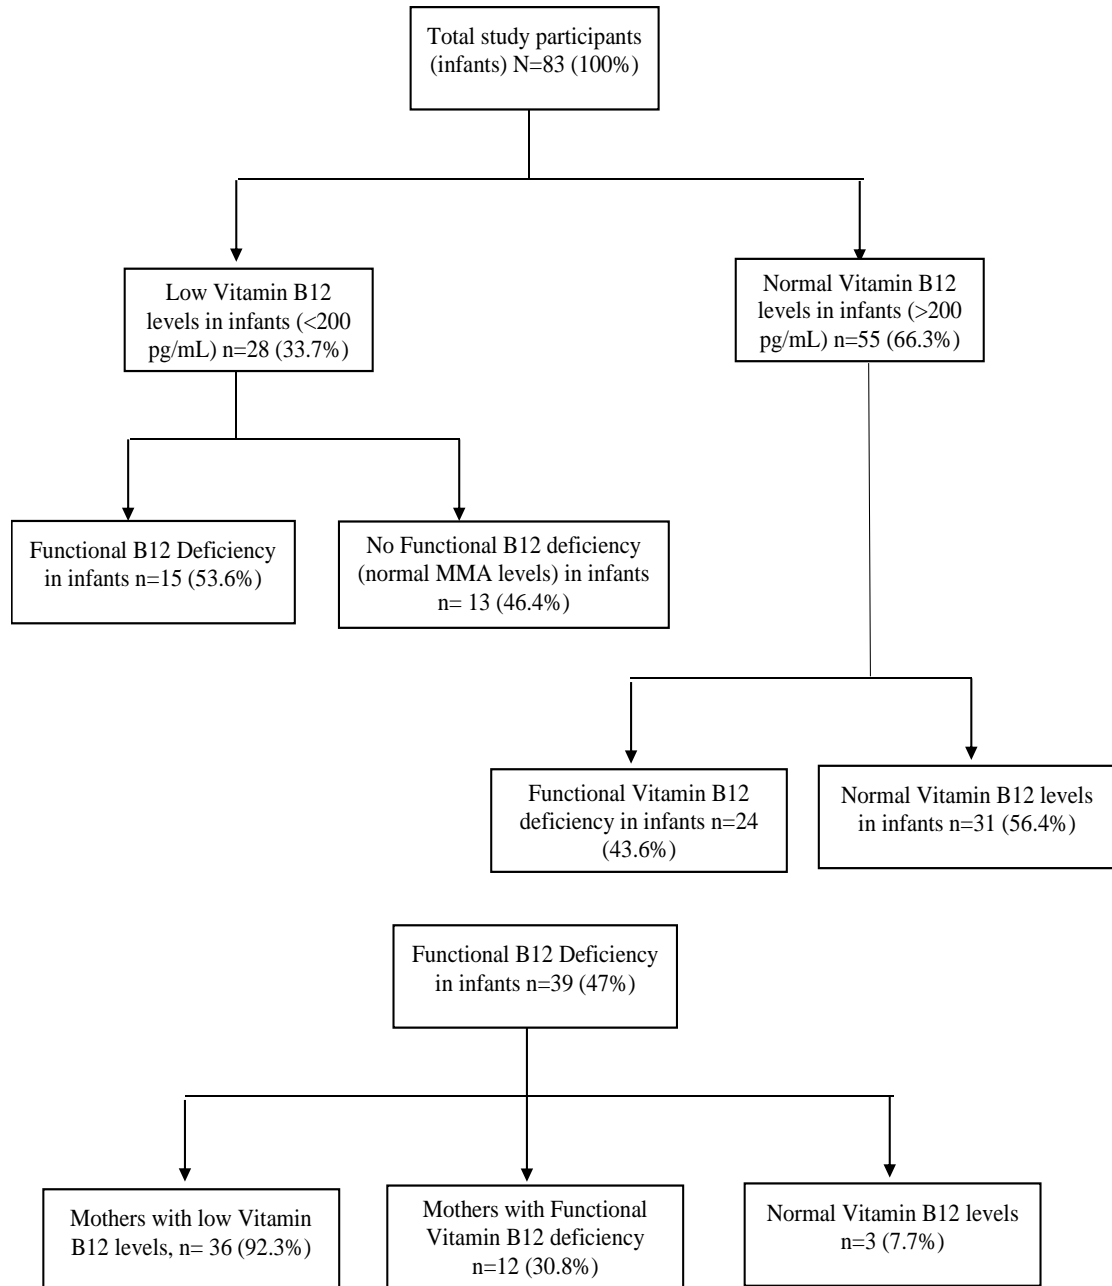 Total study participants
(infants) N=83 (100%)
Low Vitamin B12
levels in infants (<200
pg/mL) n=28 (33.7%)
Normal Vitamin B12
levels in infants (>200
pg/mL) n=55 (66.3%)
Functional B12 Deficiency
in infants n=15 (53.6%)
No Functional B12 deficiency
(normal MMA levels) in infants
n= 13 (46.4%)
Functional Vitamin B12
deficiency in infants n=24
(43.6%)
Normal Vitamin B12 levels
in infants n=31 (56.4%)
Functional B12 Deficiency
in infants n=39 (47%)
Mothers with low Vitamin
B12 levels, n= 36 (92.3%)
Mothers with Functional
Vitamin B12 deficiency
n=12 (30.8%)
Normal Vitamin B12 levels
n=3 (7.7%)